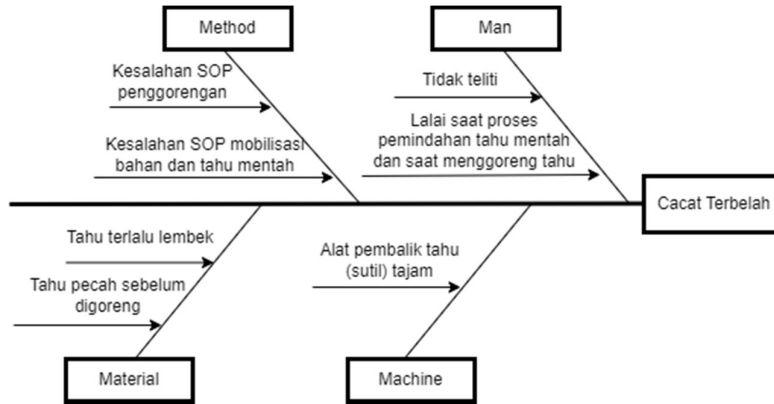 Method
Man
Kesalahan SOP
penggorengan
Kesalahan SOP mobilisasi
bahan dan tahu mentah
Tidak teliti
Lalai saat proses
pemindahan tahu mentah
dan saat menggoreng tahu
Cacat Terbelah
Tahu terlalu lembek
Tahu pecah sebelum
digoreng
Alat pembalik tahu
(sutil) tajam
Material
Machine